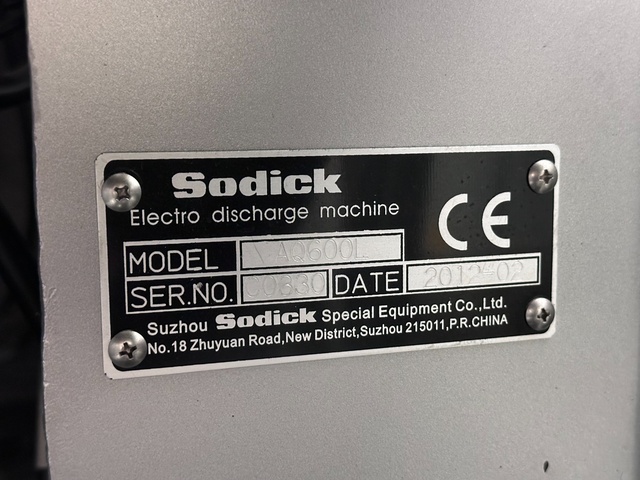 Sodick
Electro discharge machine
CE
MODEL AQ600L
SER.NO. DATE 2012-02
Suzhou Sodick Special Equipment Co.,Ltd.
No.18 Zhuyuan Road,New District,Suzhou 215011,P.R.CHINA